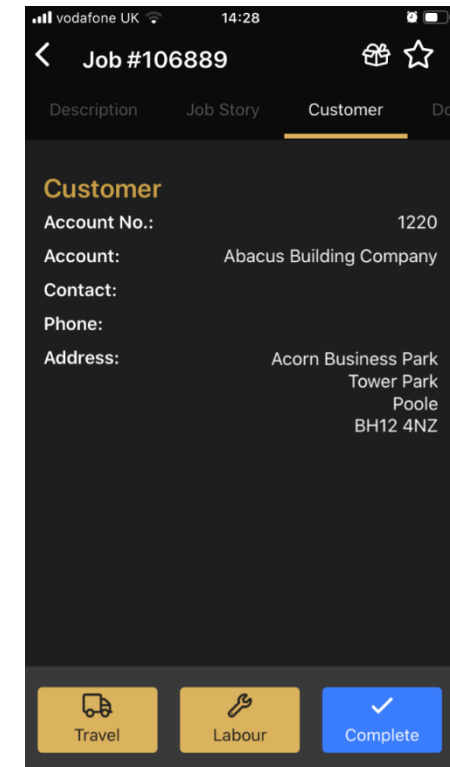 vodafone UK 14:28
Job #106889
Description Job Story Customer Do
Customer
Account No.: 1220
Account: Abacus Building Company
Contact:
Phone:
Address: Acorn Business Park
Tower Park
Poole
BH12 4NZ
Travel Labour Complete